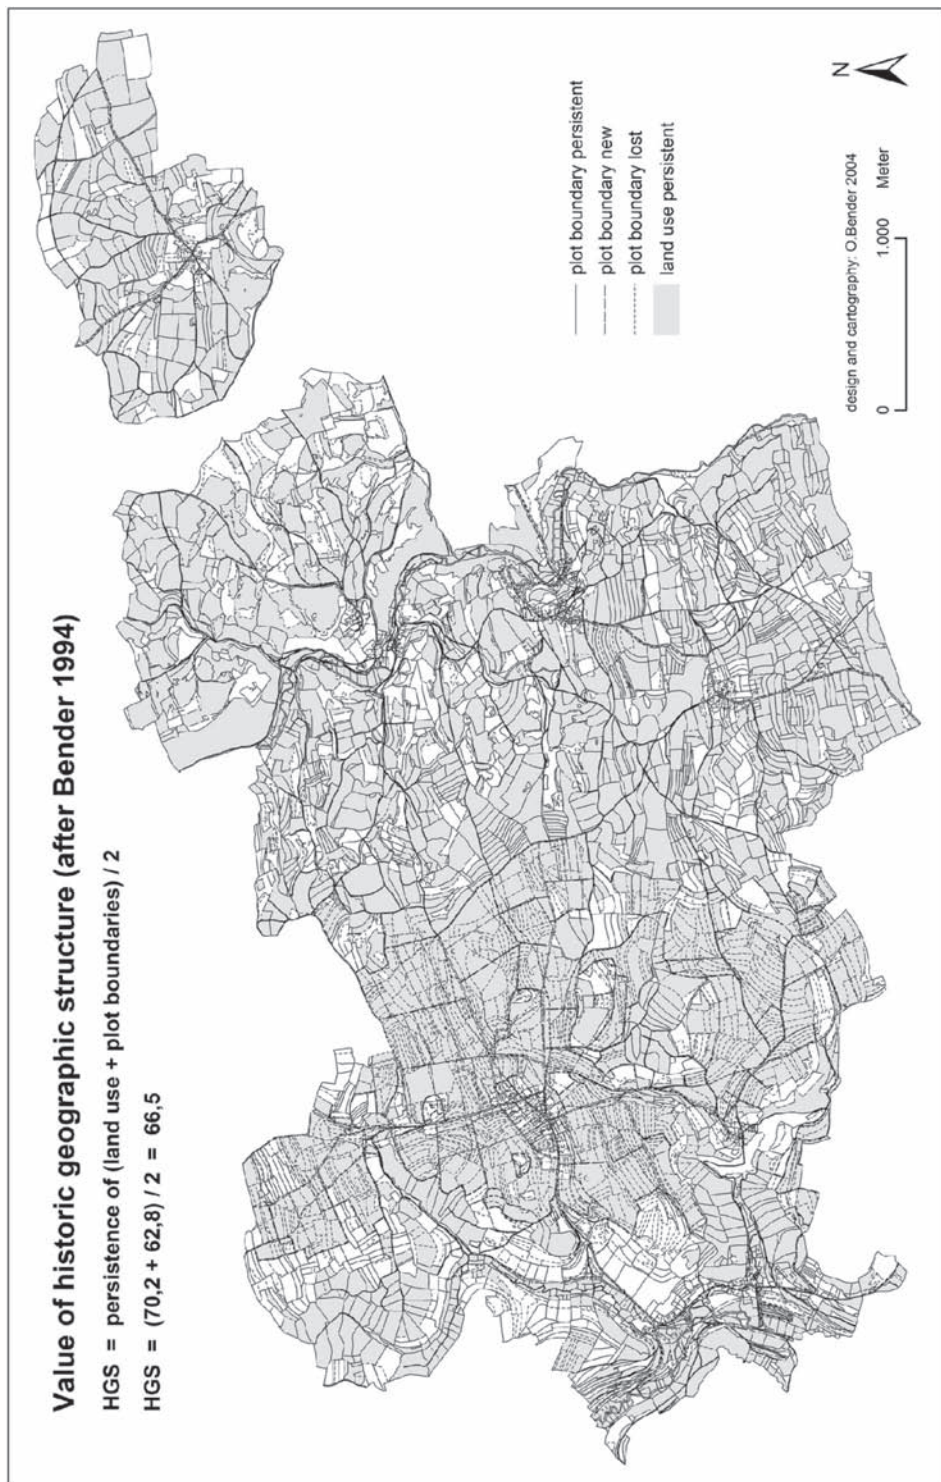 Value of historic geographic structure (after Bender 1994)
HGS = persistence of (land use + plot boundaries) / 2
HGS = (70,2 + 62,8) / 2 = 66,5
plot boundary persistent
plot boundary new
plot boundary lost
land use persistent
design and cartography: O.Bender 2004
0 1.000 Meter
N